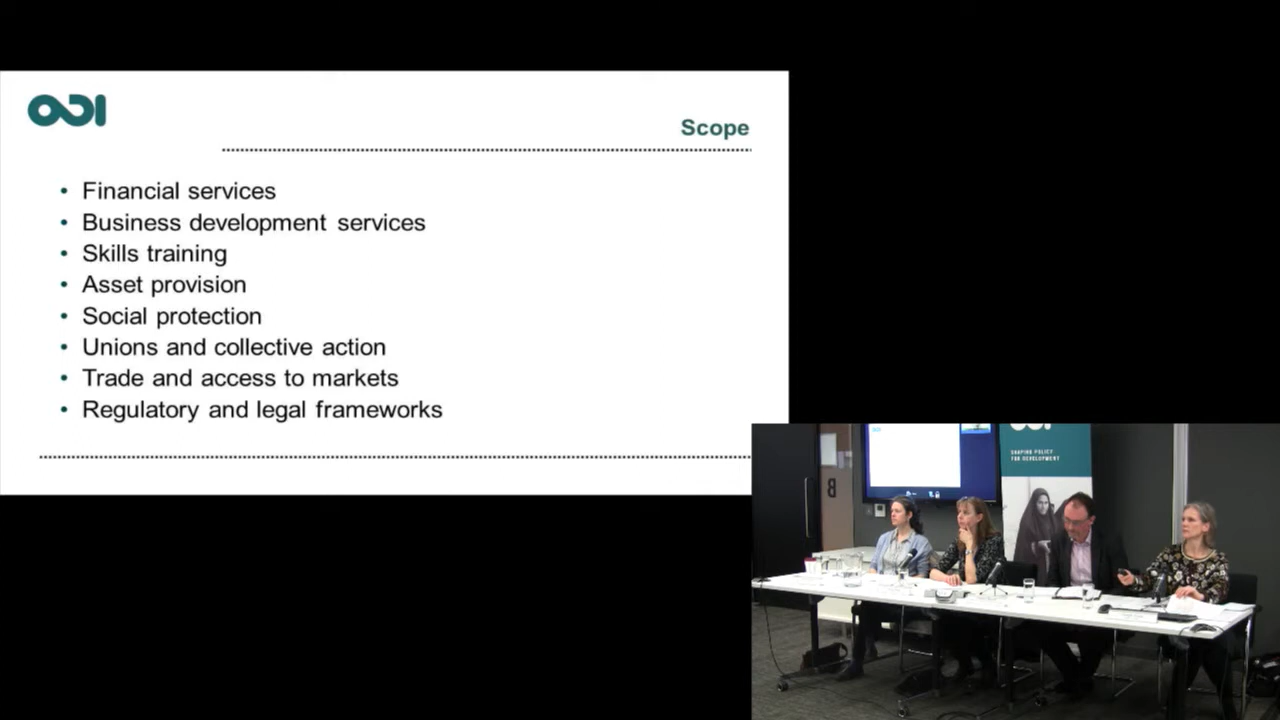 ODI
Scope
• Financial services
• Business development services
• Skills training
• Asset provision
• Social protection
• Unions and collective action
• Trade and access to markets
• Regulatory and legal frameworks
B
ODI
SHAPING POLICY
FOR DEVELOPMENT